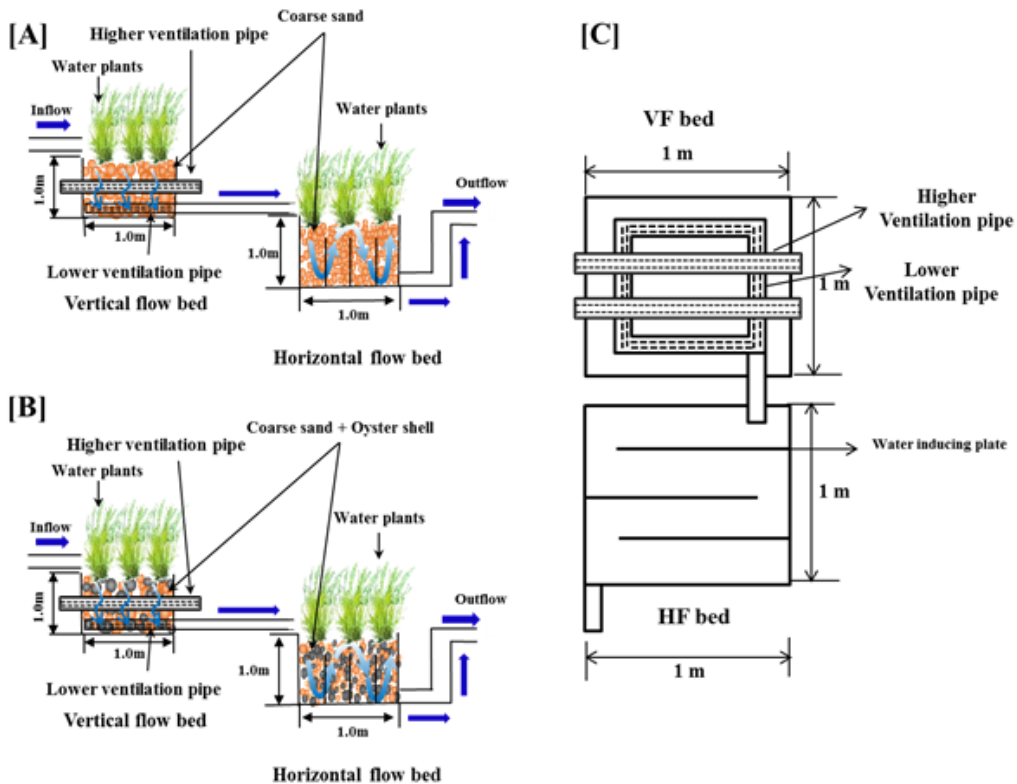 [A]
Coarse sand
Higher ventilation pipe
Water plants
Water plants
Inflow
Outflow
1.0m
1.0m
1.0m
Lower ventilation pipe
Vertical flow bed
1.0m
Horizontal flow bed
[B]
Coarse sand + Oyster shell
Higher ventilation pipe
Water plants
Water plants
Inflow
Outflow
1.0m
1.0m
1.0m
Lower ventilation pipe
Vertical flow bed
1.0m
Horizontal flow bed
[C]
VF bed
1 m
Higher
Ventilation pipe
Lower
Ventilation pipe
1 m
Water inducing plate
1 m
HF bed
1 m